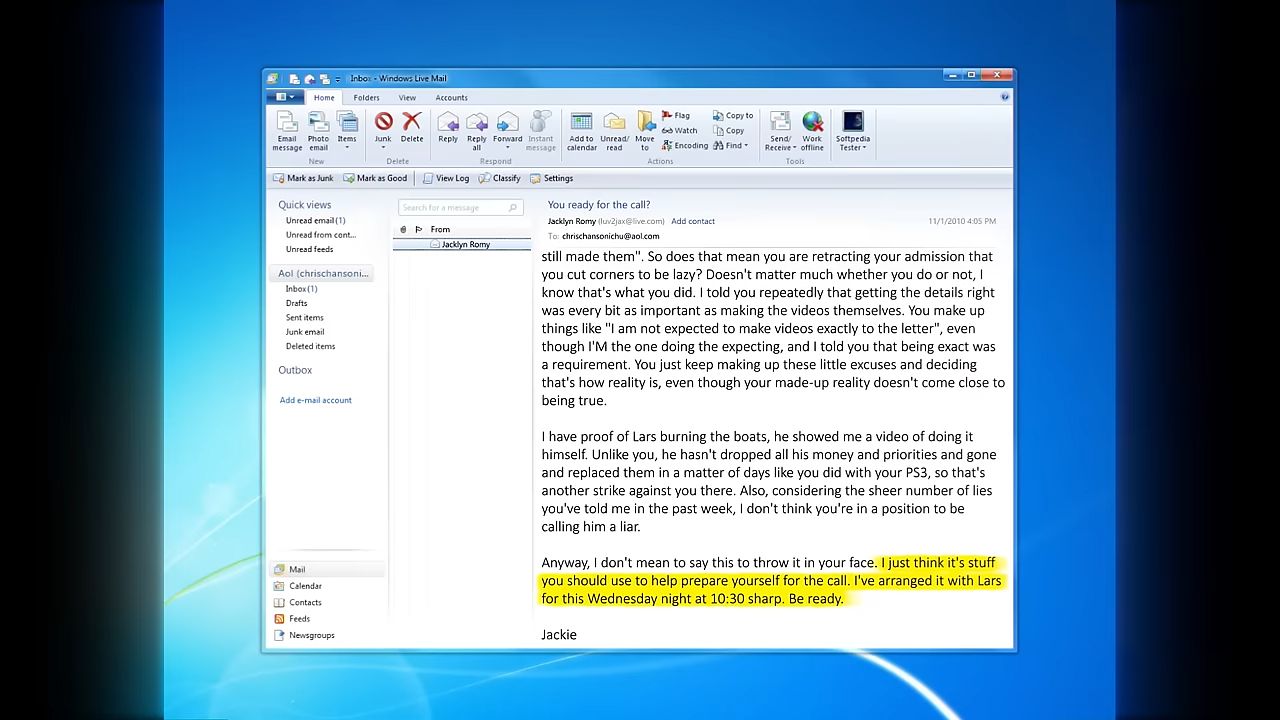 Inbox - Windows Live Mail
Home Folders View Accounts
Email message
Photo email
Items
Junk
Delete
Reply
Reply all
Forward
Instant message
Add to calendar
Unread/ read
Move to
Flag
Watch
Encoding
Copy to
Copy
Find
Send/ Receive
Work offline
Softpedia Tester
New Delete Respond Actions Tools
Mark as Junk Mark as Good View Log Classify Settings
Quick views
Unread email (1)
Unread from cont...
Unread feeds
Aol (chrischansoni...
Inbox (1)
Drafts
Sent items
Junk email
Deleted items
Outbox
Add e-mail account
Mail
Calendar
Contacts
Feeds
Newsgroups
Search for a message
From
Jacklyn Romy
You ready for the call?
Jacklyn Romy (luv2jax@live.com) Add contact 11/1/2010 4:05 PM
To: chrischansonichu@aol.com
still made them". So does that mean you are retracting your admission that
you cut corners to be lazy? Doesn't matter much whether you do or not, I
know that's what you did. I told you repeatedly that getting the details right
was every bit as important as making the videos themselves. You make up
things like "I am not expected to make videos exactly to the letter", even
though I'M the one doing the expecting, and I told you that being exact was
a requirement. You just keep making up these little excuses and deciding
that's how reality is, even though your made-up reality doesn't come close to
being true.
I have proof of Lars burning the boats, he showed me a video of doing it
himself. Unlike you, he hasn't dropped all his money and priorities and gone
and replaced them in a matter of days like you did with your PS3, so that's
another strike against you there. Also, considering the sheer number of lies
you've told me in the past week, I don't think you're in a position to be
calling him a liar.
Anyway, I don't mean to say this to throw it in your face. I just think it's stuff
you should use to help prepare yourself for the call. I've arranged it with Lars
for this Wednesday night at 10:30 sharp. Be ready.
Jackie